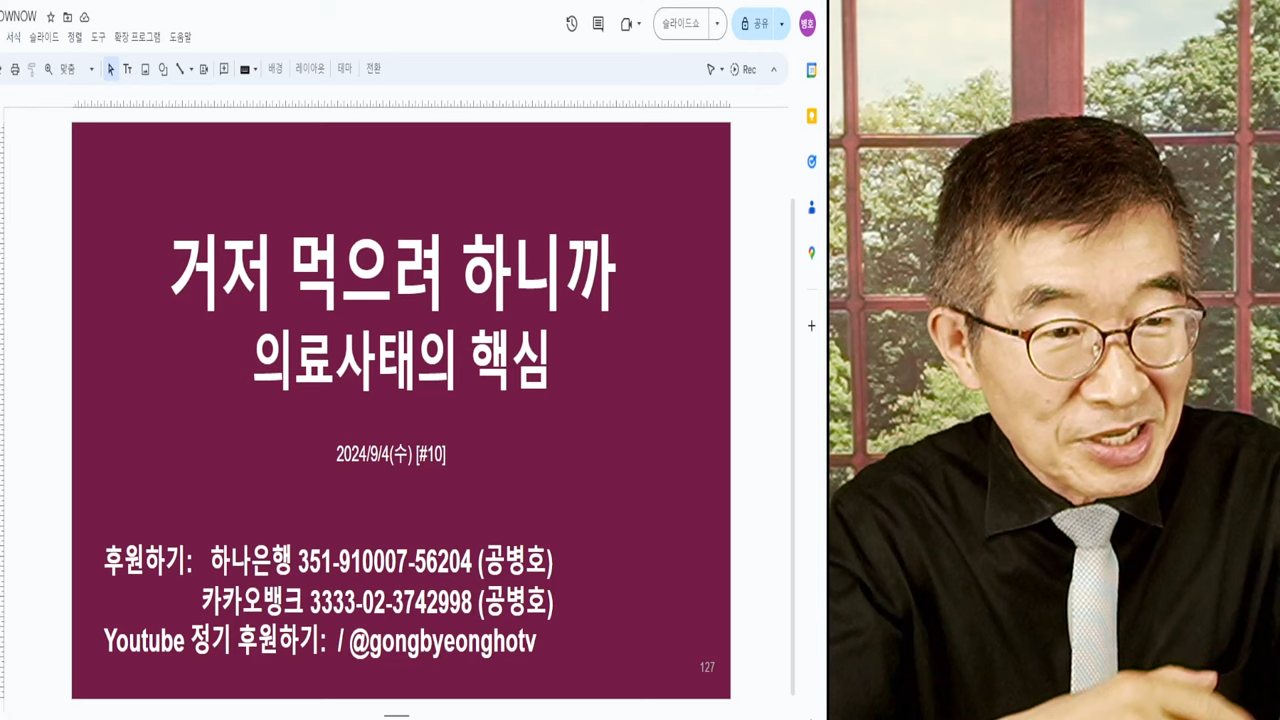 OWNOW
서식 슬라이드 정렬 도구 확장 프로그램 도움말
슬라이드쇼
공유
병호
맞춤
배경 레이아웃 테마 전환
Rec
거저 먹으려 하니까
의료사태의 핵심
2024/9/4(수) [#10]
후원하기: 하나은행 351-910007-56204 (공병호)
카카오뱅크 3333-02-3742998 (공병호)
Youtube 정기 후원하기: / @gongbyeonghotv
127